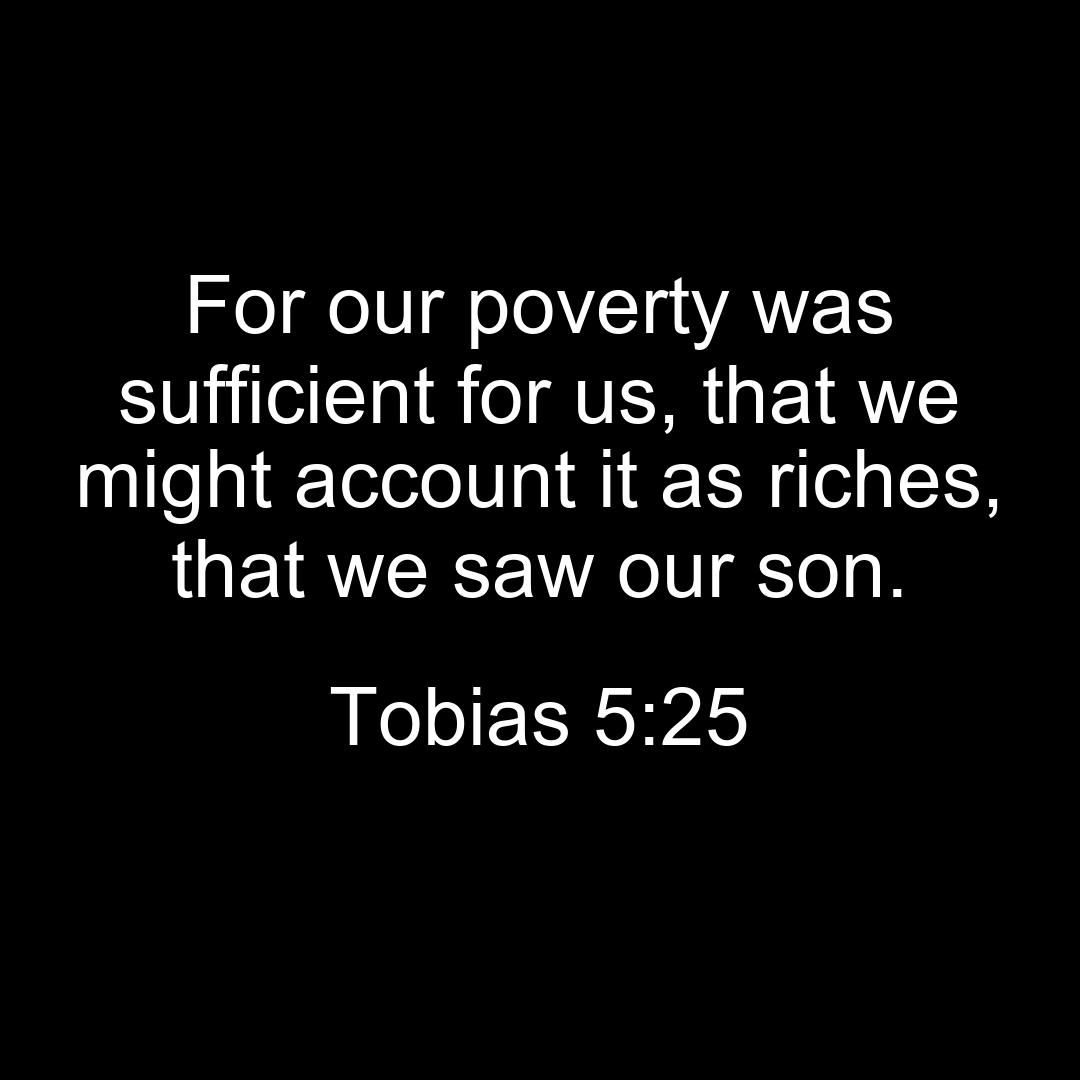 For our poverty was
sufficient for us, that we
might account it as riches,
that we saw our son.
Tobias 5:25